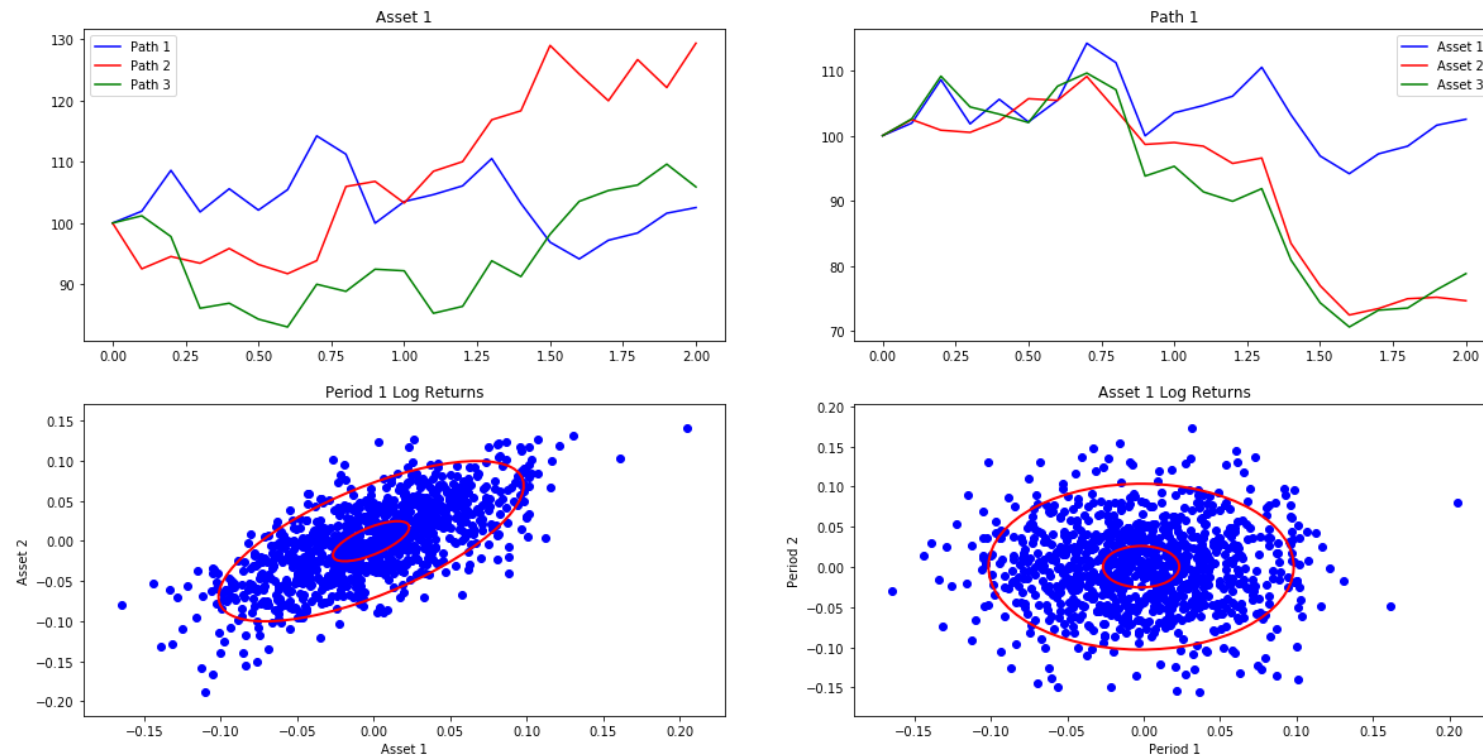 Asset 1
130
120
110
100
90
Path 1
Path 2
Path 3
0.00 0.25 0.50 0.75 1.00 1.25 1.50 1.75 2.00
Path 1
110
100
90
80
70
Asset 1
Asset 2
Asset 3
0.00 0.25 0.50 0.75 1.00 1.25 1.50 1.75 2.00
Period 1 Log Returns
0.15
0.10
0.05
0.00
−0.05
−0.10
−0.15
−0.20
Asset 2
−0.15 −0.10 −0.05 0.00 0.05 0.10 0.15 0.20
Asset 1
Asset 1 Log Returns
0.20
0.15
0.10
0.05
0.00
−0.05
−0.10
−0.15
Period 2
−0.15 −0.10 −0.05 0.00 0.05 0.10 0.15 0.20
Period 1